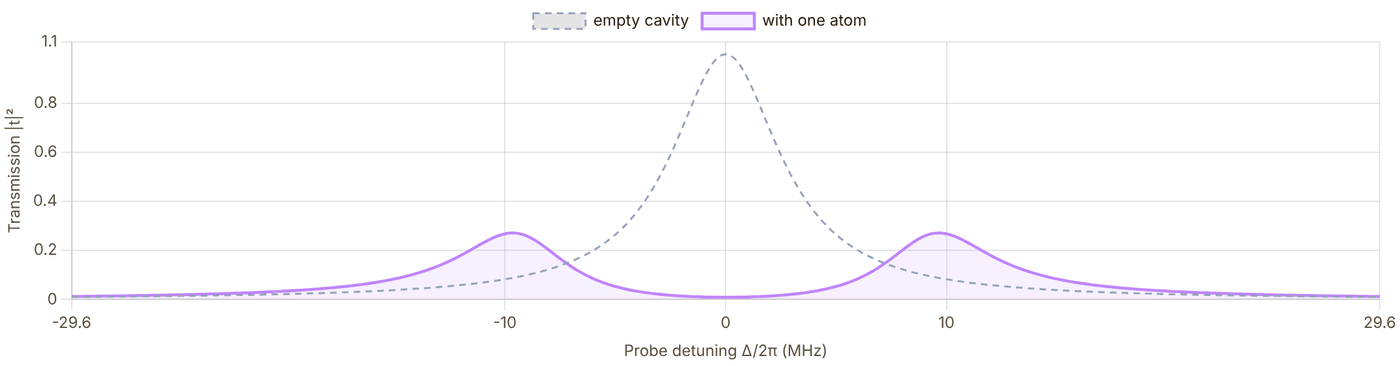 empty cavity with one atom
1.1
0.8
0.6
0.4
0.2
0
Transmission |t|²
-29.6 -10 0 10 29.6
Probe detuning Δ/2π (MHz)